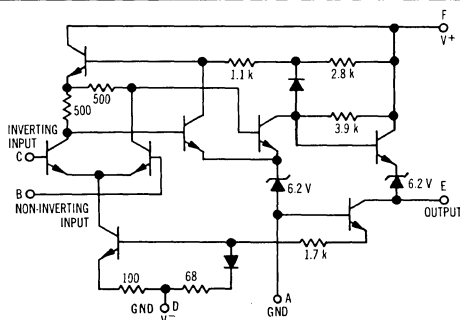 F
V+
1.1 k
2.8 k
500
500
3.9 k
INVERTING
INPUT
C
6.2 V
6.2 V
B
E
NON-INVERTING
INPUT
OUTPUT
1.7 k
100
68
A
GND
D
GND
V−